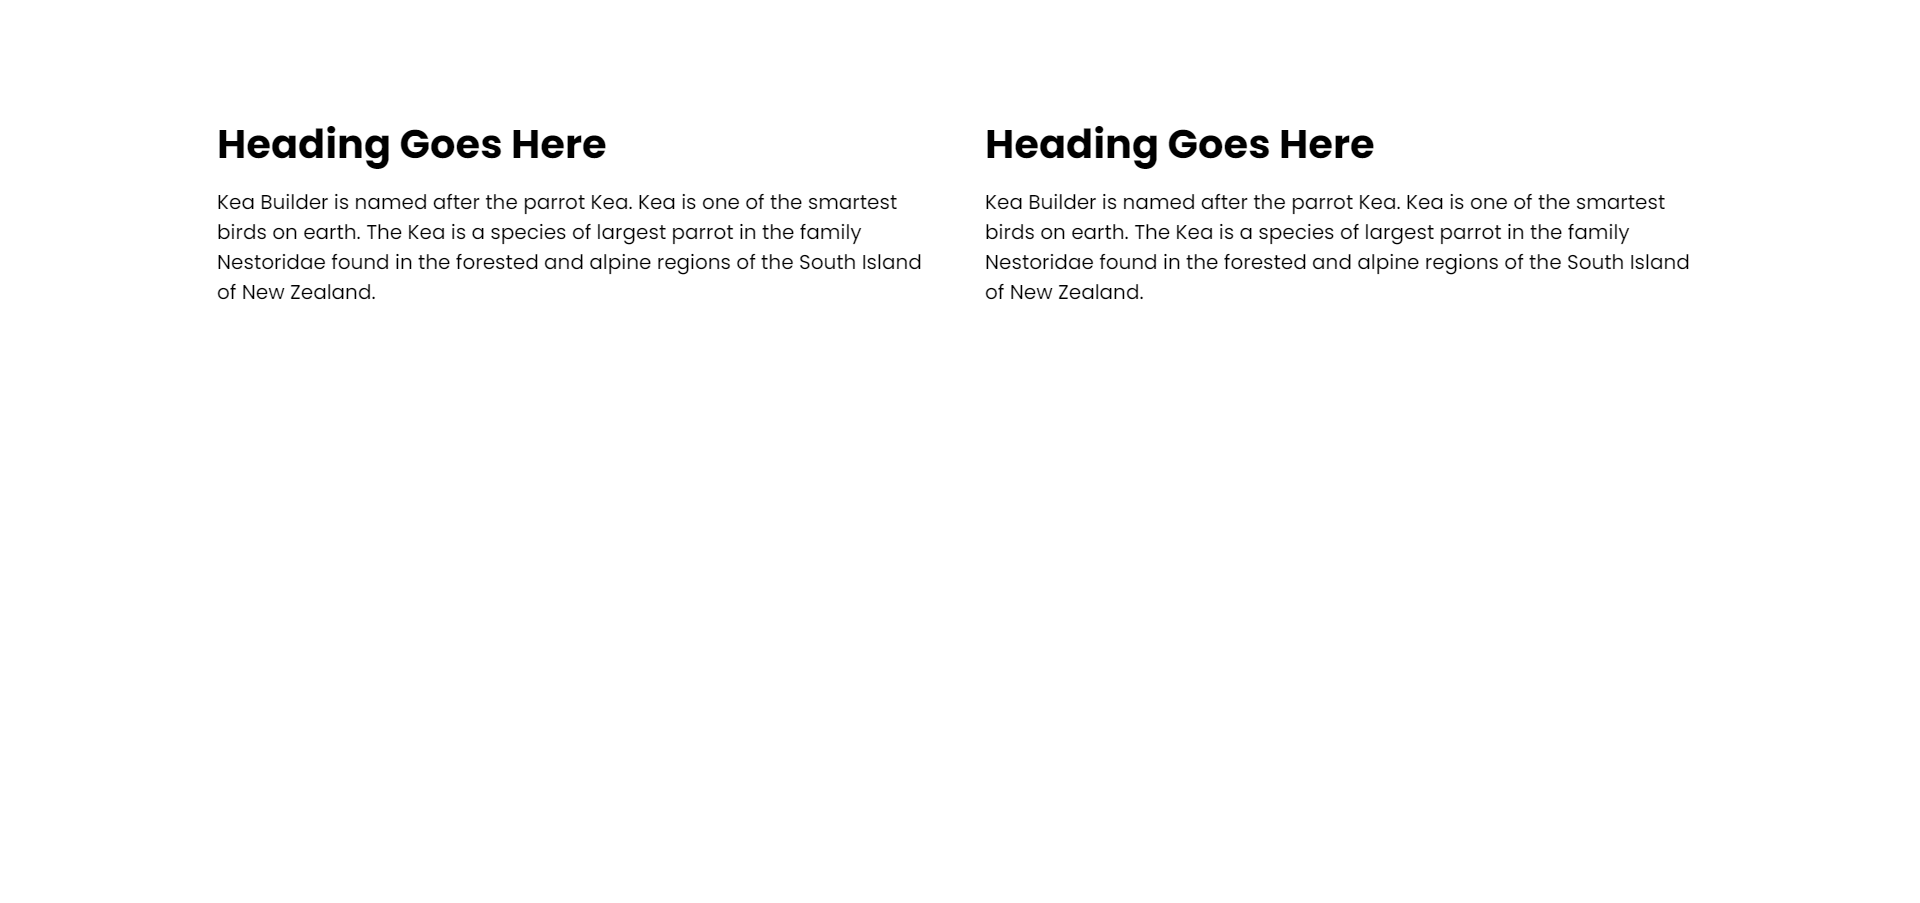 Heading Goes Here
Kea Builder is named after the parrot Kea. Kea is one of the smartest
birds on earth. The Kea is a species of largest parrot in the family
Nestoridae found in the forested and alpine regions of the South Island
of New Zealand.
Heading Goes Here
Kea Builder is named after the parrot Kea. Kea is one of the smartest
birds on earth. The Kea is a species of largest parrot in the family
Nestoridae found in the forested and alpine regions of the South Island
of New Zealand.